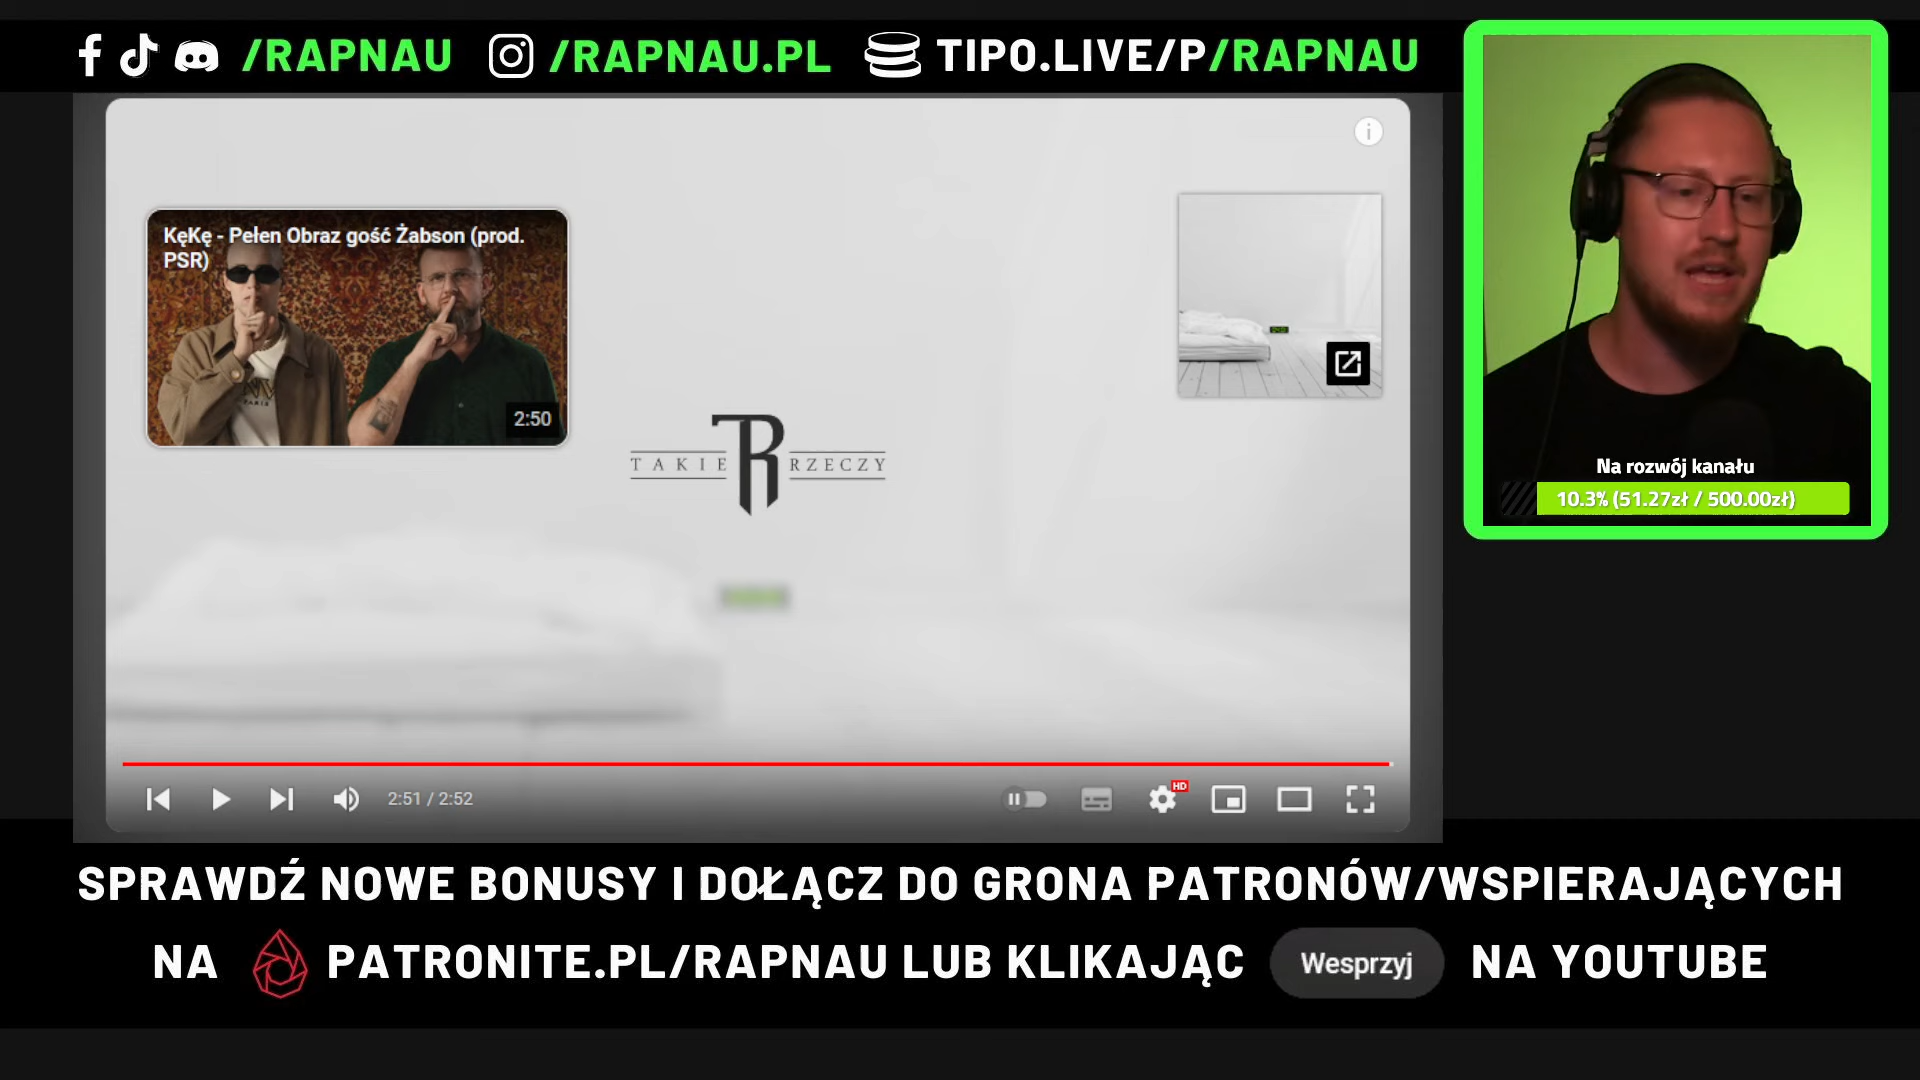 /RAPNAU
/RAPNAU.PL
TIPO.LIVE/P/RAPNAU
KęKę - Pełen Obraz gość Żabson (prod.
PSR)
2:50
TAKIE TR RZECZY
Na rozwój kanału
10.3% (51.27zł / 500.00zł)
2:51 / 2:52
HD
SPRAWDŹ NOWE BONUSY I DOŁĄCZ DO GRONA PATRONÓW/WSPIERAJĄCYCH
NA PATRONITE.PL/RAPNAU LUB KLIKAJĄC Wesprzyj NA YOUTUBE